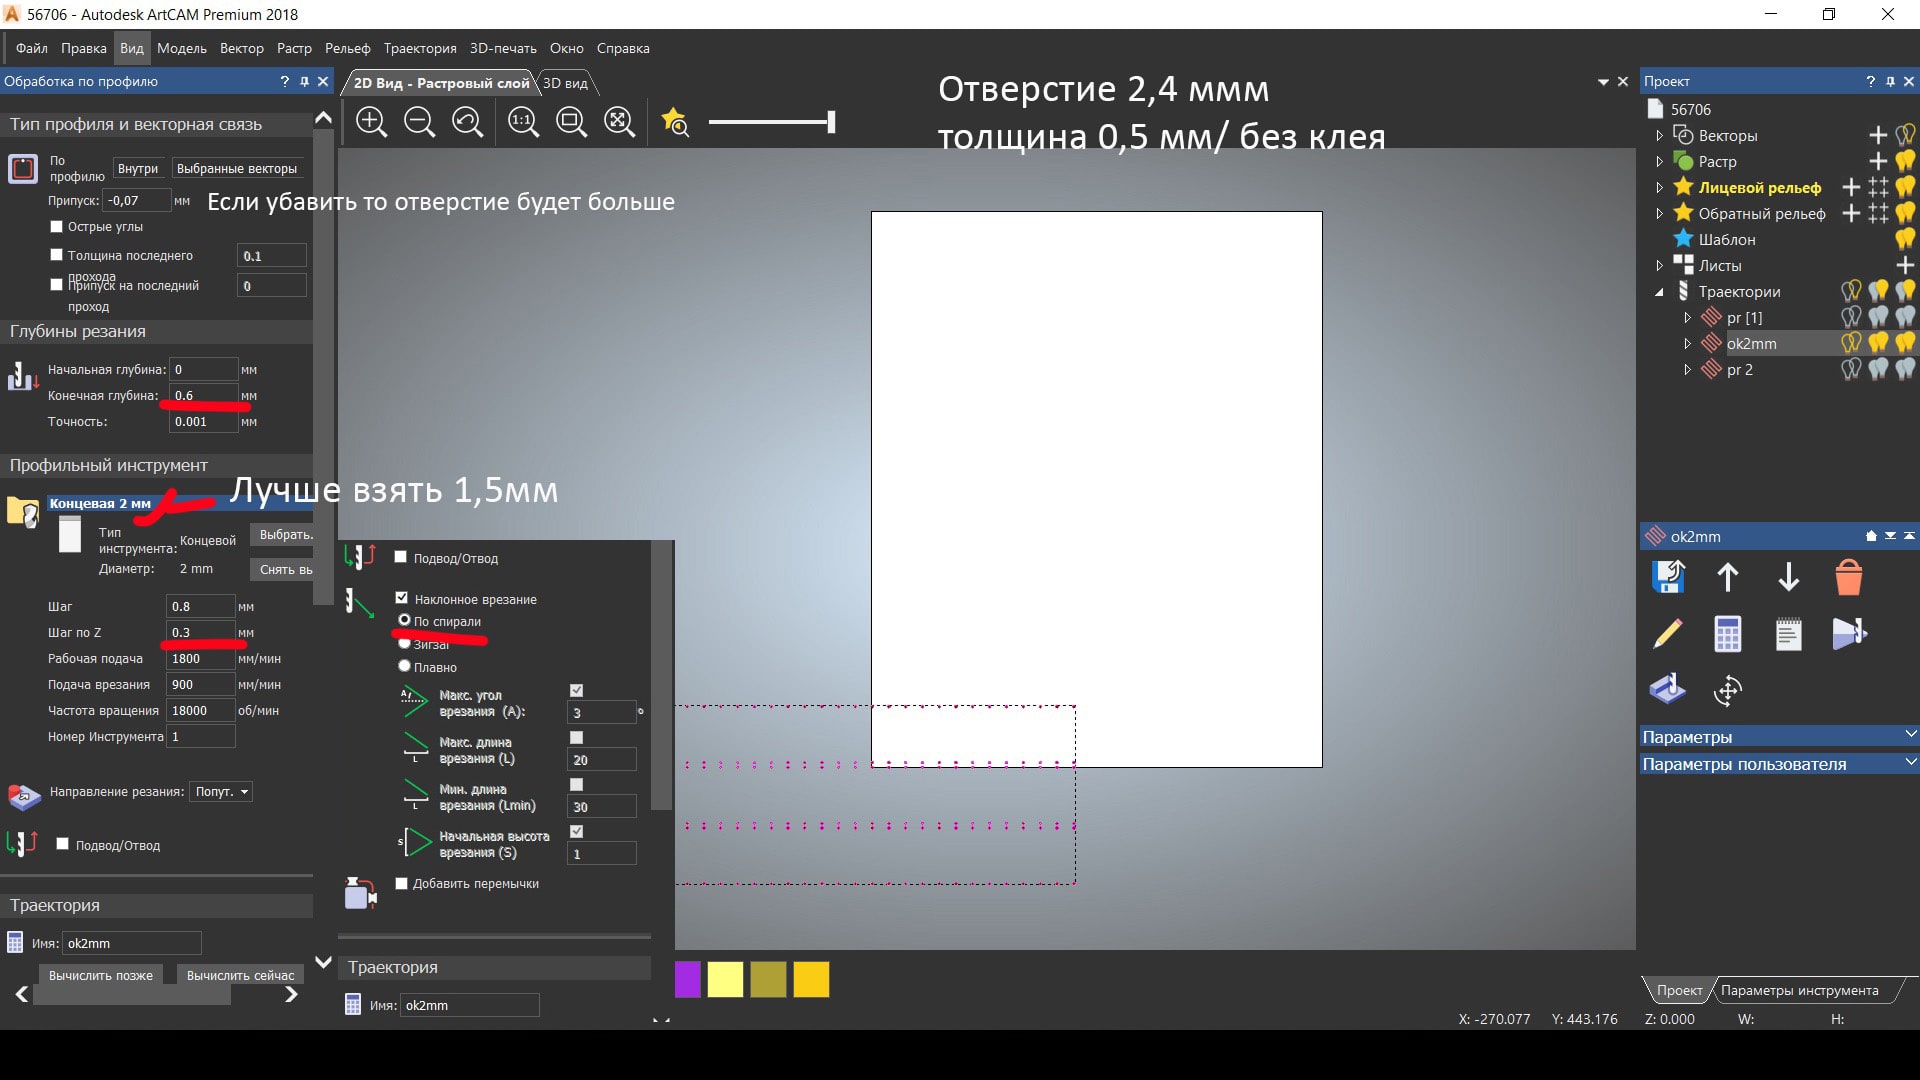 56706 - Autodesk ArtCAM Premium 2018
Файл Правка Вид Модель Вектор Растр Рельеф Траектория 3D-печать Окно Справка
Обработка по профилю
Тип профиля и векторная связь
По профилю Внутри Выбранные векторы
Припуск: -0,07 мм
Если убавить то отверстие будет больше
Острые углы
Толщина последнего прохода 0.1
Припуск на последний проход 0
Глубины резания
Начальная глубина: 0 мм
Конечная глубина: 0.6 мм
Точность: 0.001 мм
Профильный инструмент
Концевая 2 мм
Лучше взять 1,5мм
Тип инструмента: Концевой Выбрать.
Диаметр: 2 mm Снять вы
Шаг 0.8 мм
Шаг по Z 0.3 мм
Рабочая подача 1800 мм/мин
Подача врезания 900 мм/мин
Частота вращения 18000 об/мин
Номер Инструмента 1
Направление резания: Попут.
Подвод/Отвод
Траектория
Имя: ok2mm
Вычислить позже Вычислить сейчас
2D Вид - Растровый слой 3D вид
1:1
Отверстие 2,4 ммм
толщина 0,5 мм/ без клея
Подвод/Отвод
Наклонное врезание
По спирали
Зигзаг
Плавно
A
Макс. угол врезания (A): 3 °
L
Макс. длина врезания (L) 20
L
Мин. длина врезания (Lmin) 30
S
Начальная высота врезания (S) 1
Добавить перемычки
Траектория
Имя: ok2mm
Проект
56706
Векторы
Растр
Лицевой рельеф
Обратный рельеф
Шаблон
Листы
Траектории
pr [1]
ok2mm
pr 2
ok2mm
Параметры
Параметры пользователя
Проект Параметры инструмента
X: -270.077 Y: 443.176 Z: 0.000 W: H: